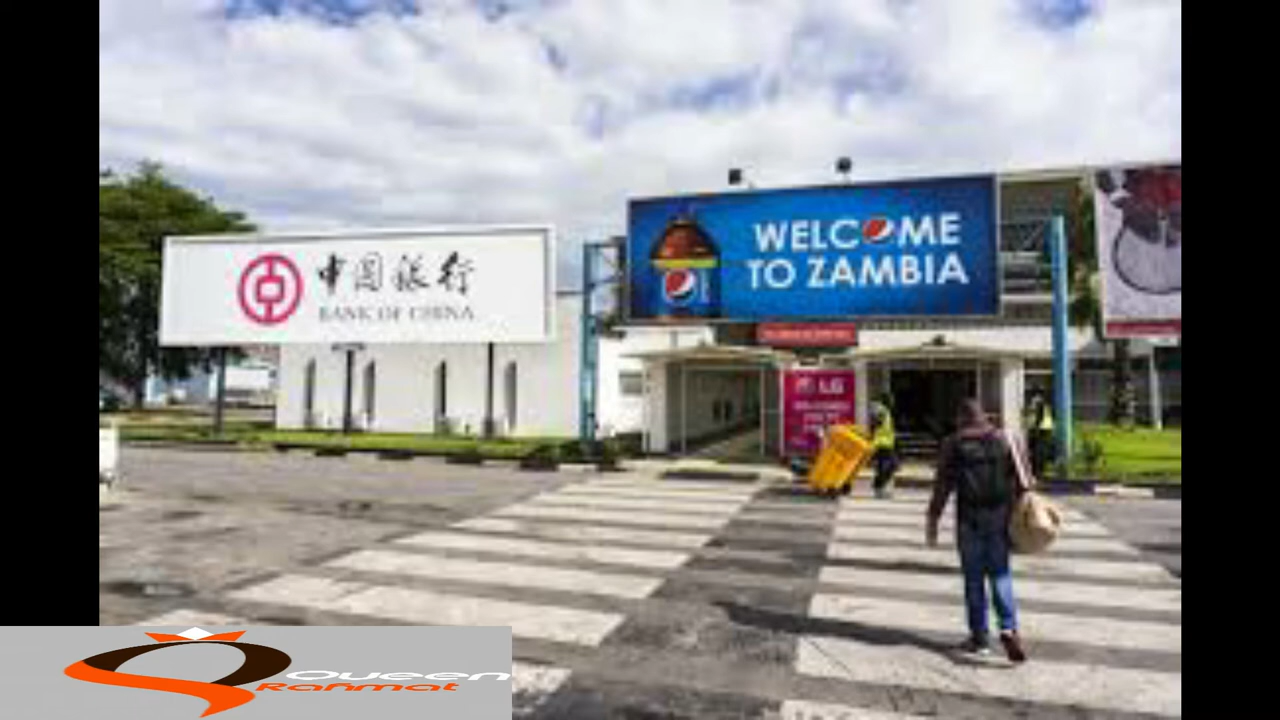 中国银行
BANK OF CHINA
WELCOME
TO ZAMBIA
LG
Queen
Rahmat